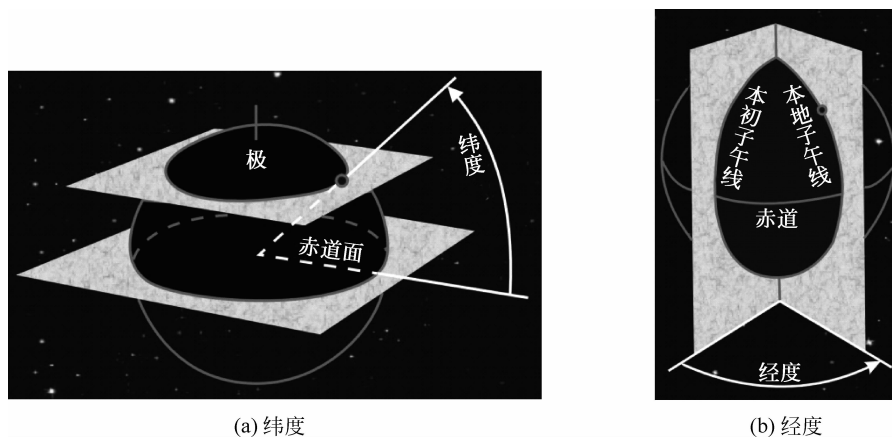 极
纬度
赤道面
(a) 纬度
本初子午线
本地子午线
赤道
经度
(b) 经度